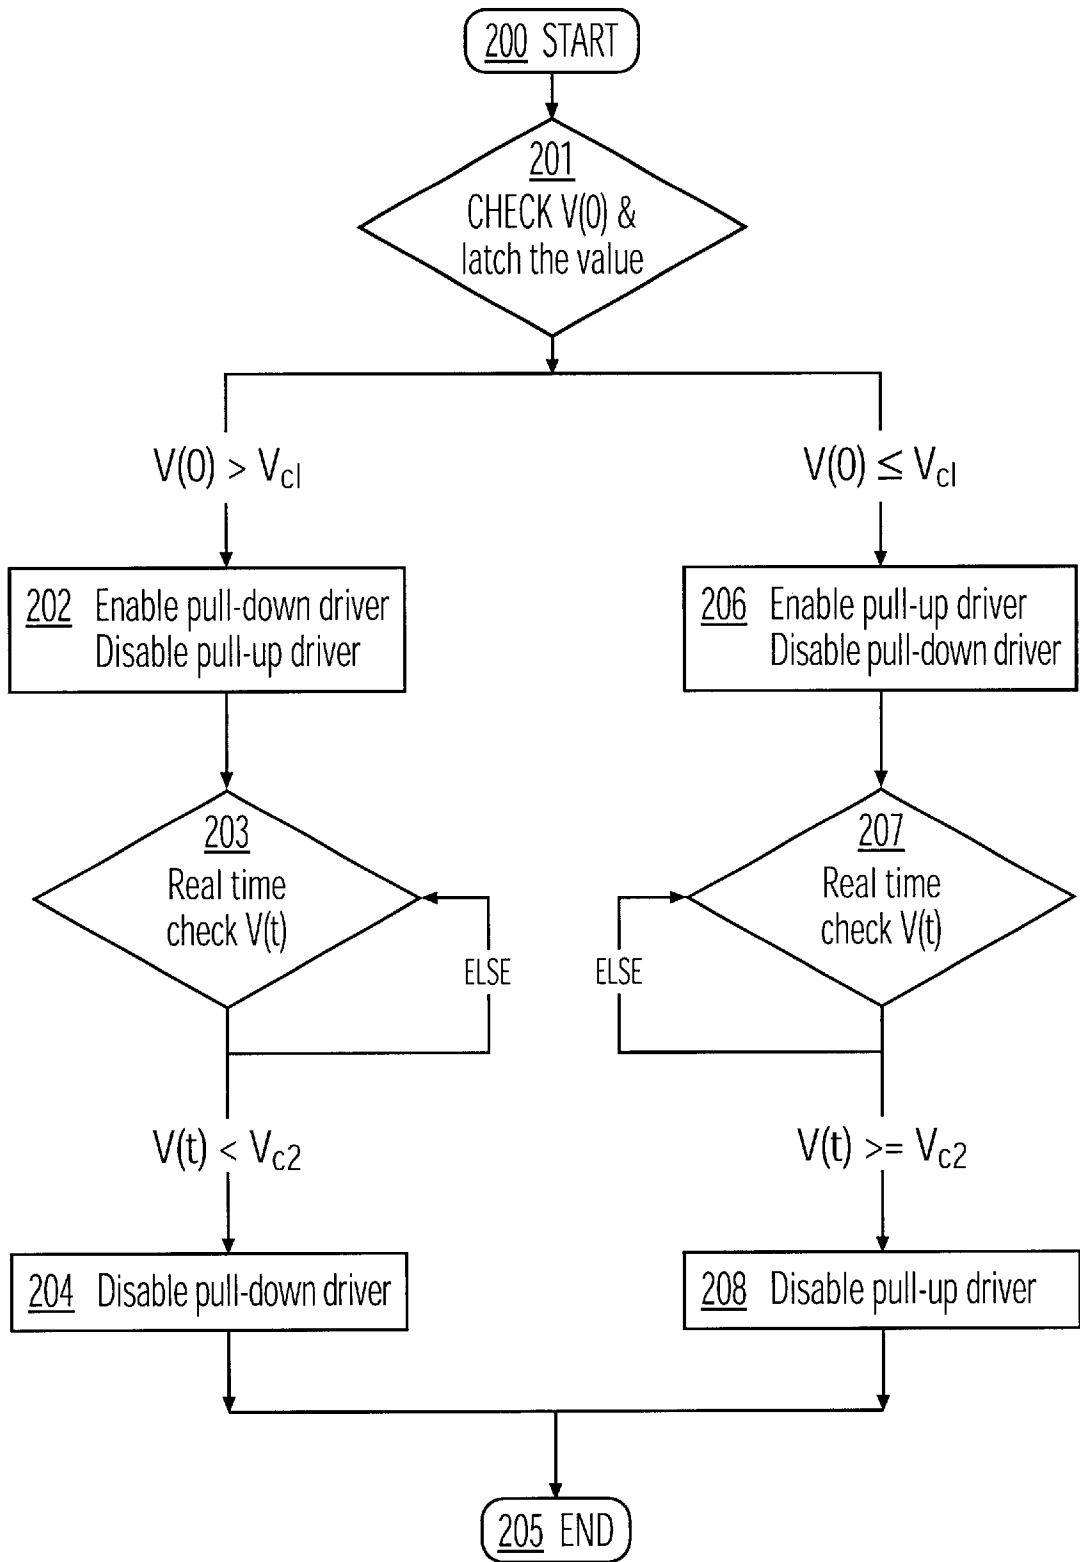 200 START
201
CHECK V(0) &
latch the value
V(0) > Vcl
V(0) ≤ Vcl
202 Enable pull-down driver
Disable pull-up driver
206 Enable pull-up driver
Disable pull-down driver
203
Real time
check V(t)
ELSE
207
Real time
check V(t)
ELSE
V(t) < Vc2
V(t) >= Vc2
204 Disable pull-down driver
208 Disable pull-up driver
205 END